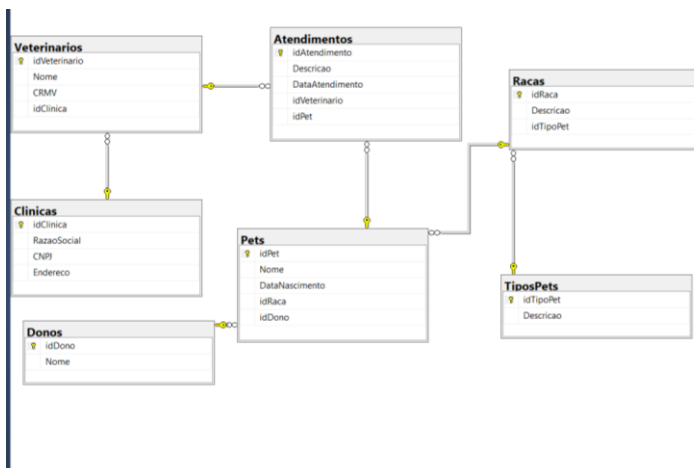 Veterinarios
idVeterinario
Nome
CRMV
idClinica
Atendimentos
idAtendimento
Descricao
DataAtendimento
idVeterinario
idPet
Racas
idRaca
Descricao
idTipoPet
Clinicas
idClinica
RazaoSocial
CNPJ
Endereco
Pets
idPet
Nome
DataNascimento
idRaca
idDono
TiposPets
idTipoPet
Descricao
Donos
idDono
Nome